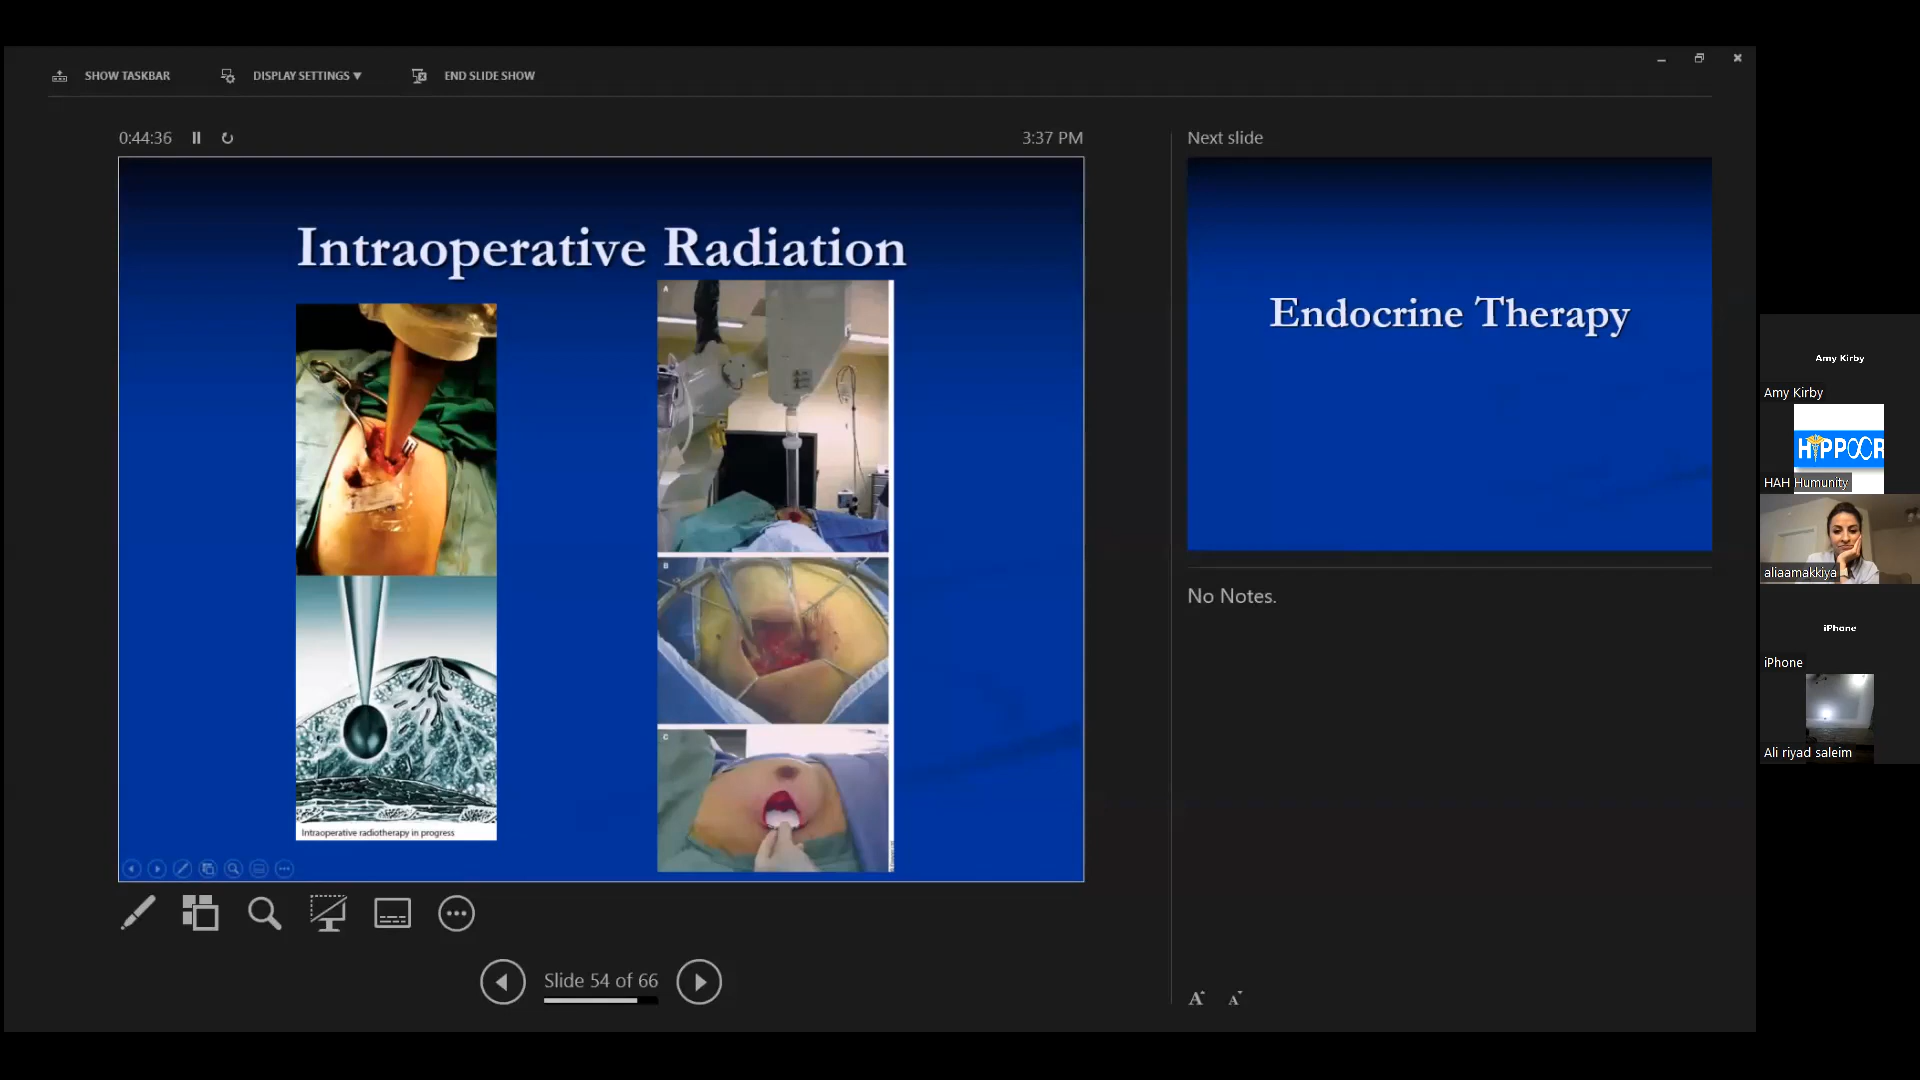 SHOW TASKBAR
DISPLAY SETTINGS ▼
END SLIDE SHOW
0:44:36
3:37 PM
Next slide
Intraoperative Radiation
A
B
C
Intraoperative radiotherapy in progress
Endocrine Therapy
No Notes.
Slide 54 of 66
A
A
Amy Kirby
Amy Kirby
HIPPOCR
HAH Humunity
aliaamakkiya
iPhone
iPhone
Ali riyad saleim